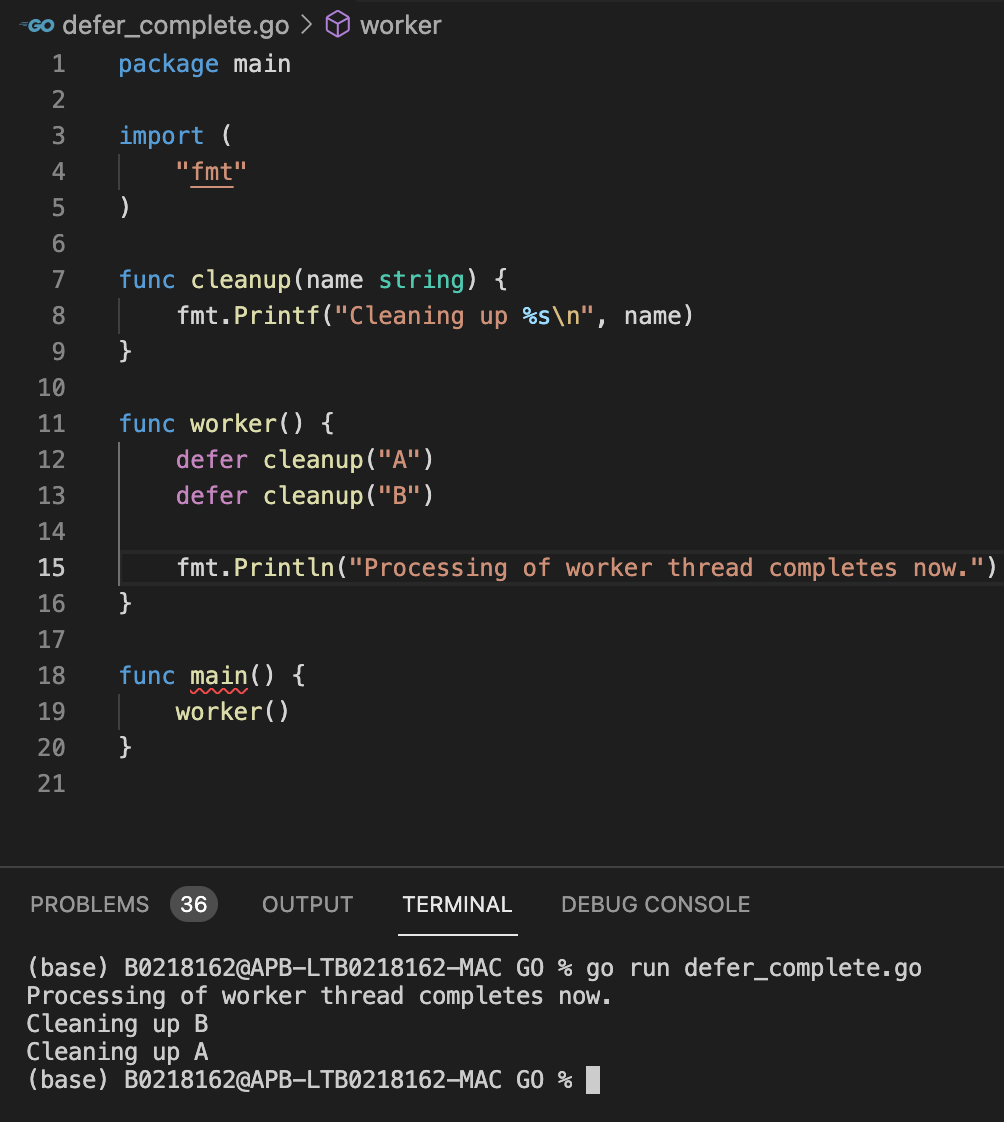 GO defer_complete.go > worker
1 package main
2
3 import (
4     "fmt"
5 )
6
7 func cleanup(name string) {
8     fmt.Printf("Cleaning up %s\n", name)
9 }
10
11 func worker() {
12     defer cleanup("A")
13     defer cleanup("B")
14
15     fmt.Println("Processing of worker thread completes now.")
16 }
17
18 func main() {
19     worker()
20 }
21
PROBLEMS 36 OUTPUT TERMINAL DEBUG CONSOLE
(base) B0218162@APB-LTB0218162-MAC GO % go run defer_complete.go
Processing of worker thread completes now.
Cleaning up B
Cleaning up A
(base) B0218162@APB-LTB0218162-MAC GO %